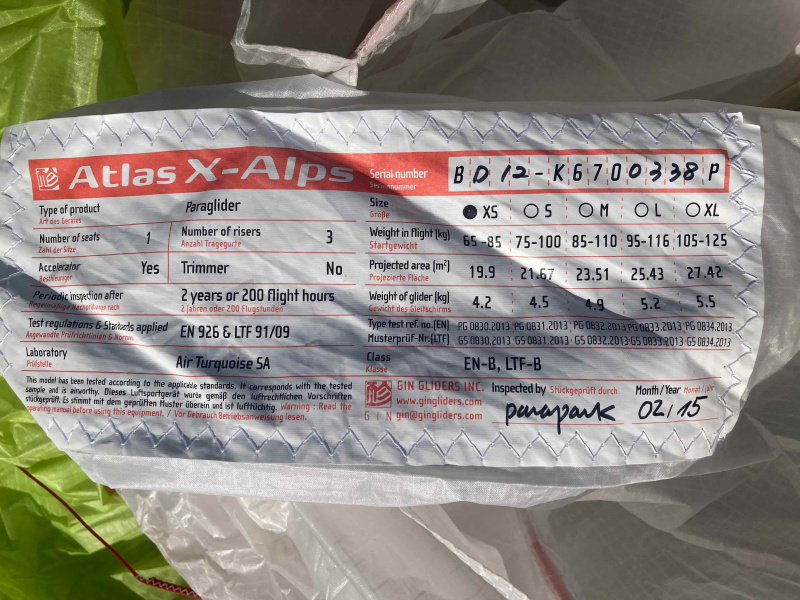 Atlas X-Alps
Serial number BD12-K6700338P
Seriennummer
Type of product Paraglider
Art des Gerätes
Size XS S M L XL
Größe
Number of seats 1 Number of risers 3
Zahl der Sitze Anzahl Tragegurte
Weight in flight [kg] 65-85 75-100 85-110 95-116 105-125
Startgewicht
Accelerator Yes Trimmer No
Beschleuniger
Projected area [m²] 19.9 21.67 23.51 25.43 27.42
Projezierte Fläche
Periodic inspection after 2 years or 200 flight hours
Regelmäßige Nachprüfungen nach 2 Jahren oder 200 Flugstunden
Weight of glider [kg] 4.2 4.5 4.9 5.2 5.5
Gewicht des Gleitschirms
Test regulations & Standards applied EN 926 & LTF 91/09
Angewandte Prüfrichtlinien & Normen
Type test ref. no.[EN] PG 0830.2013 PG 0831.2013 PG 0832.2013 PG 0833.2013 PG 0834.2013
Musterprüf-Nr.[LTF] GS 0830.2013 GS 0831.2013 GS 0832.2013 GS 0833.2013 GS 0834.2013
Laboratory Air Turquoise SA
Prüfstelle
Class EN-B, LTF-B
Klasse
This model has been tested according to the applicable standards. It corresponds with the tested
sample and is airworthy. Dieses Luftsportgerät wurde gemäß den luftrechtlichen Vorschriften
stückgeprüft. Es stimmt mit dem geprüften Muster überein und ist lufttüchtig. Warning : Read the
operating manual before using this equipment. / Vor Gebrauch Betriebsanweisung lesen.
GIN GLIDERS INC.
www.gingliders.com
GIN gin@gingliders.com
Inspected by Stückgeprüft durch
parapark
Month/Year Monat/Jahr
02/15